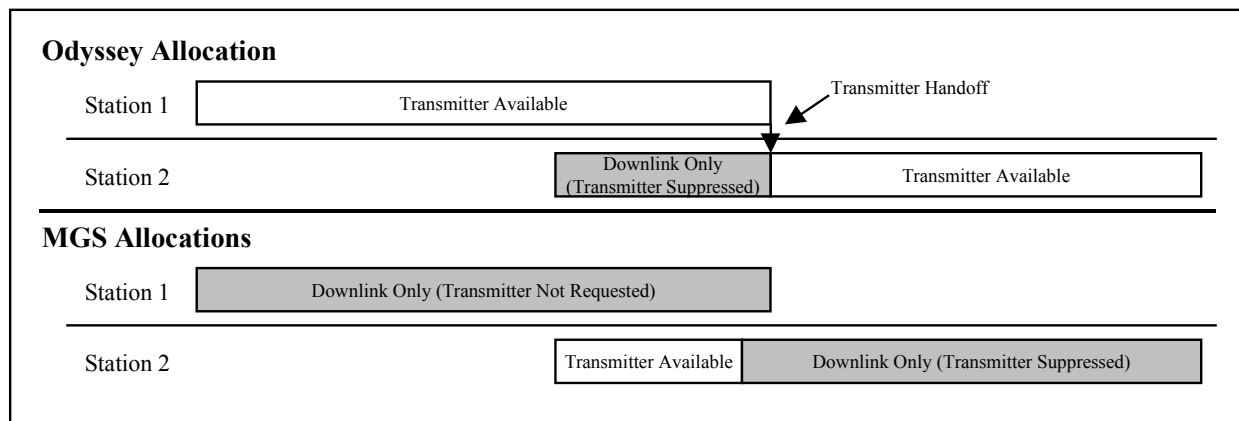 Odyssey Allocation
Station 1
Transmitter Available
Transmitter Handoff
Station 2
Downlink Only
(Transmitter Suppressed)
Transmitter Available
MGS Allocations
Station 1
Downlink Only (Transmitter Not Requested)
Station 2
Transmitter Available
Downlink Only (Transmitter Suppressed)